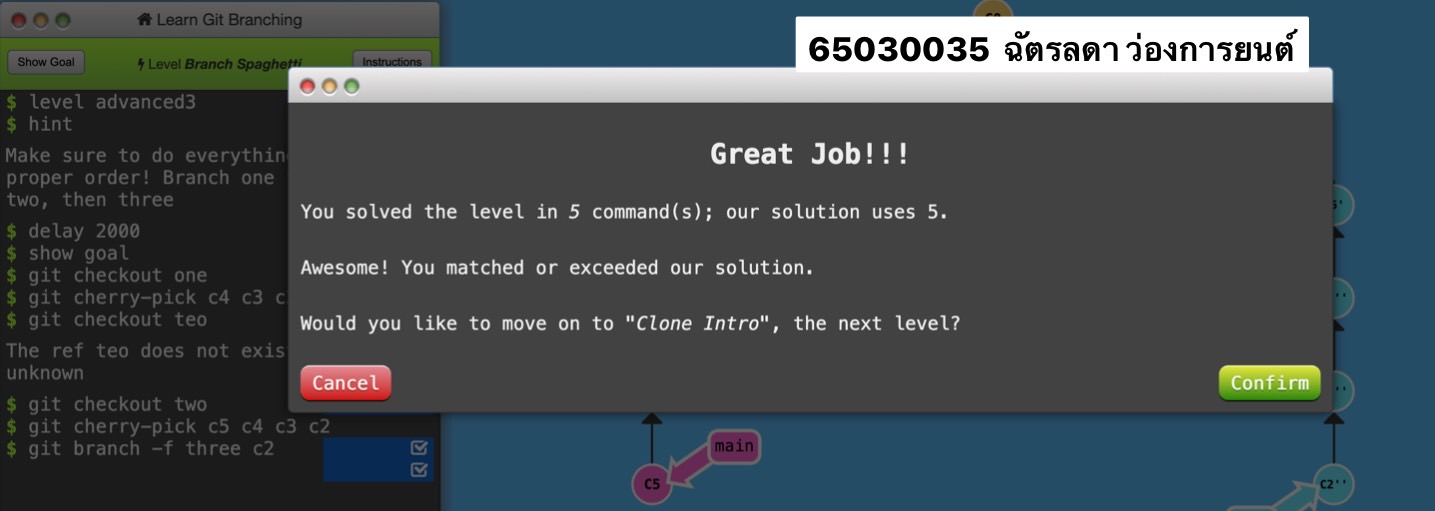 Learn Git Branching
Show Goal
Level Branch Spaghetti
Instructions
65030035 ฉัตรลดา ว่องการยนต์
$ level advanced3
$ hint
Make sure to do everythin
proper order! Branch one
two, then three
$ delay 2000
$ show goal
$ git checkout one
$ git cherry-pick c4 c3 c
$ git checkout teo
The ref teo does not exis
unknown
$ git checkout two
$ git cherry-pick c5 c4 c3 c2
$ git branch -f three c2
Great Job!!!
You solved the level in 5 command(s); our solution uses 5.
Awesome! You matched or exceeded our solution.
Would you like to move on to "Clone Intro", the next level?
Cancel
Confirm
main
C5
C2''